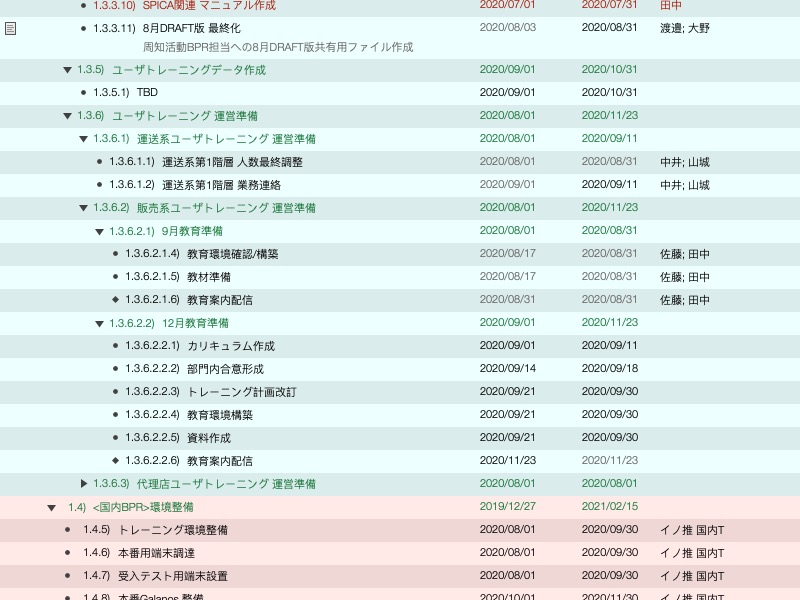 1.3.3.10) SPICA関連 マニュアル作成 2020/07/01 2020/07/31 田中
1.3.3.11) 8月DRAFT版 最終化 2020/08/03 2020/08/31 渡邉; 大野
周知活動BPR担当への8月DRAFT版共有用ファイル作成
1.3.5) ユーザトレーニングデータ作成 2020/09/01 2020/10/31
1.3.5.1) TBD 2020/09/01 2020/10/31
1.3.6) ユーザトレーニング 運営準備 2020/08/01 2020/11/23
1.3.6.1) 運送系ユーザトレーニング 運営準備 2020/08/01 2020/09/11
1.3.6.1.1) 運送系第1階層 人数最終調整 2020/08/01 2020/08/31 中井; 山城
1.3.6.1.2) 運送系第1階層 業務連絡 2020/09/01 2020/09/11 中井; 山城
1.3.6.2) 販売系ユーザトレーニング 運営準備 2020/08/01 2020/11/23
1.3.6.2.1) 9月教育準備 2020/08/01 2020/08/31
1.3.6.2.1.4) 教育環境確認/構築 2020/08/17 2020/08/31 佐藤; 田中
1.3.6.2.1.5) 教材準備 2020/08/17 2020/08/31 佐藤; 田中
1.3.6.2.1.6) 教育案内配信 2020/08/31 2020/08/31 佐藤; 田中
1.3.6.2.2) 12月教育準備 2020/09/01 2020/11/23
1.3.6.2.2.1) カリキュラム作成 2020/09/01 2020/09/11
1.3.6.2.2.2) 部門内合意形成 2020/09/14 2020/09/18
1.3.6.2.2.3) トレーニング計画改訂 2020/09/21 2020/09/30
1.3.6.2.2.4) 教育環境構築 2020/09/21 2020/09/30
1.3.6.2.2.5) 資料作成 2020/09/21 2020/09/30
1.3.6.2.2.6) 教育案内配信 2020/11/23 2020/11/23
1.3.6.3) 代理店ユーザトレーニング 運営準備 2020/08/01 2020/08/01
1.4) <国内BPR>環境整備 2019/12/27 2021/02/15
1.4.5) トレーニング環境整備 2020/08/01 2020/09/30 イノ推 国内T
1.4.6) 本番用端末調達 2020/08/01 2020/09/30 イノ推 国内T
1.4.7) 受入テスト用端末設置 2020/08/01 2020/09/30 イノ推 国内T
1.4.8) 本番Galapos 整備 2020/10/01 2020/11/30 イノ推 国内T